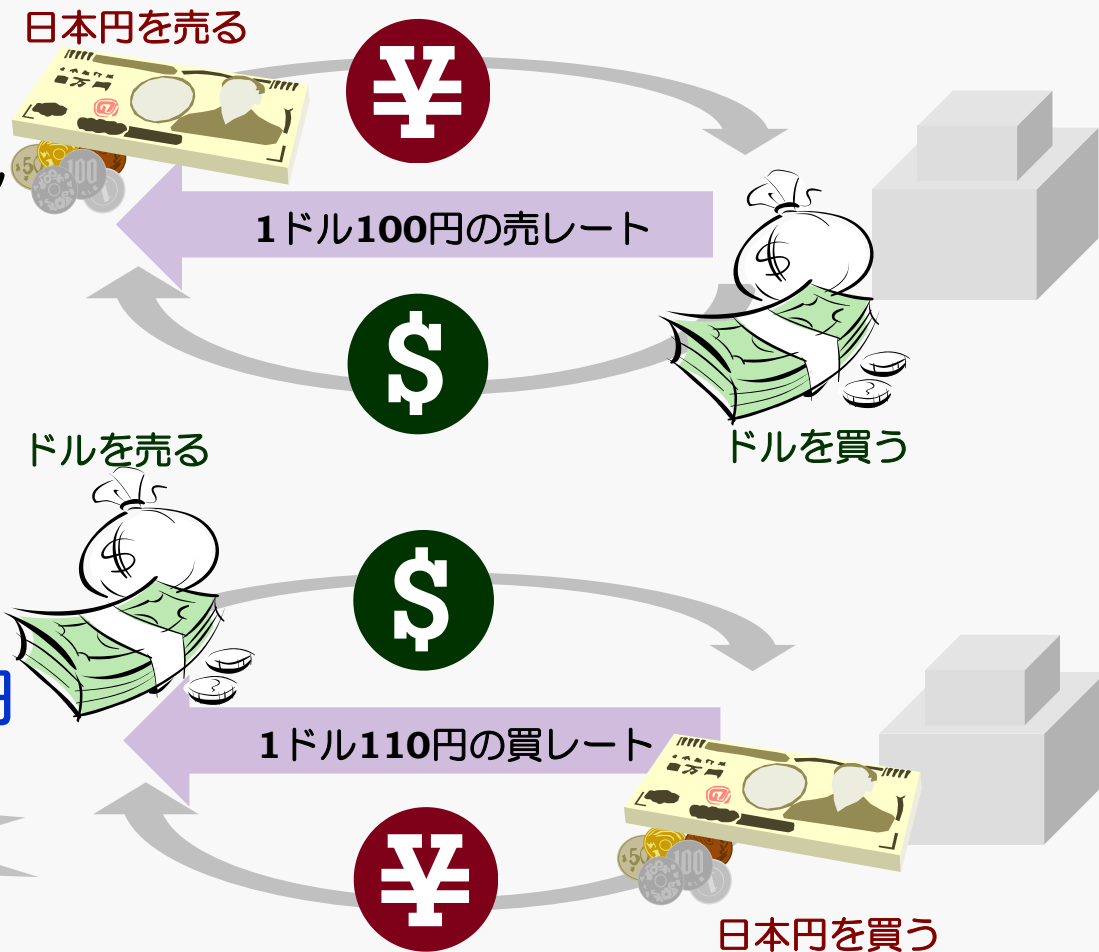 日本円を売る
¥
1ドル100円の売レート
$
ドルを売る
ドルを買う
$
円
1ドル110円の買レート
¥
日本円を買う